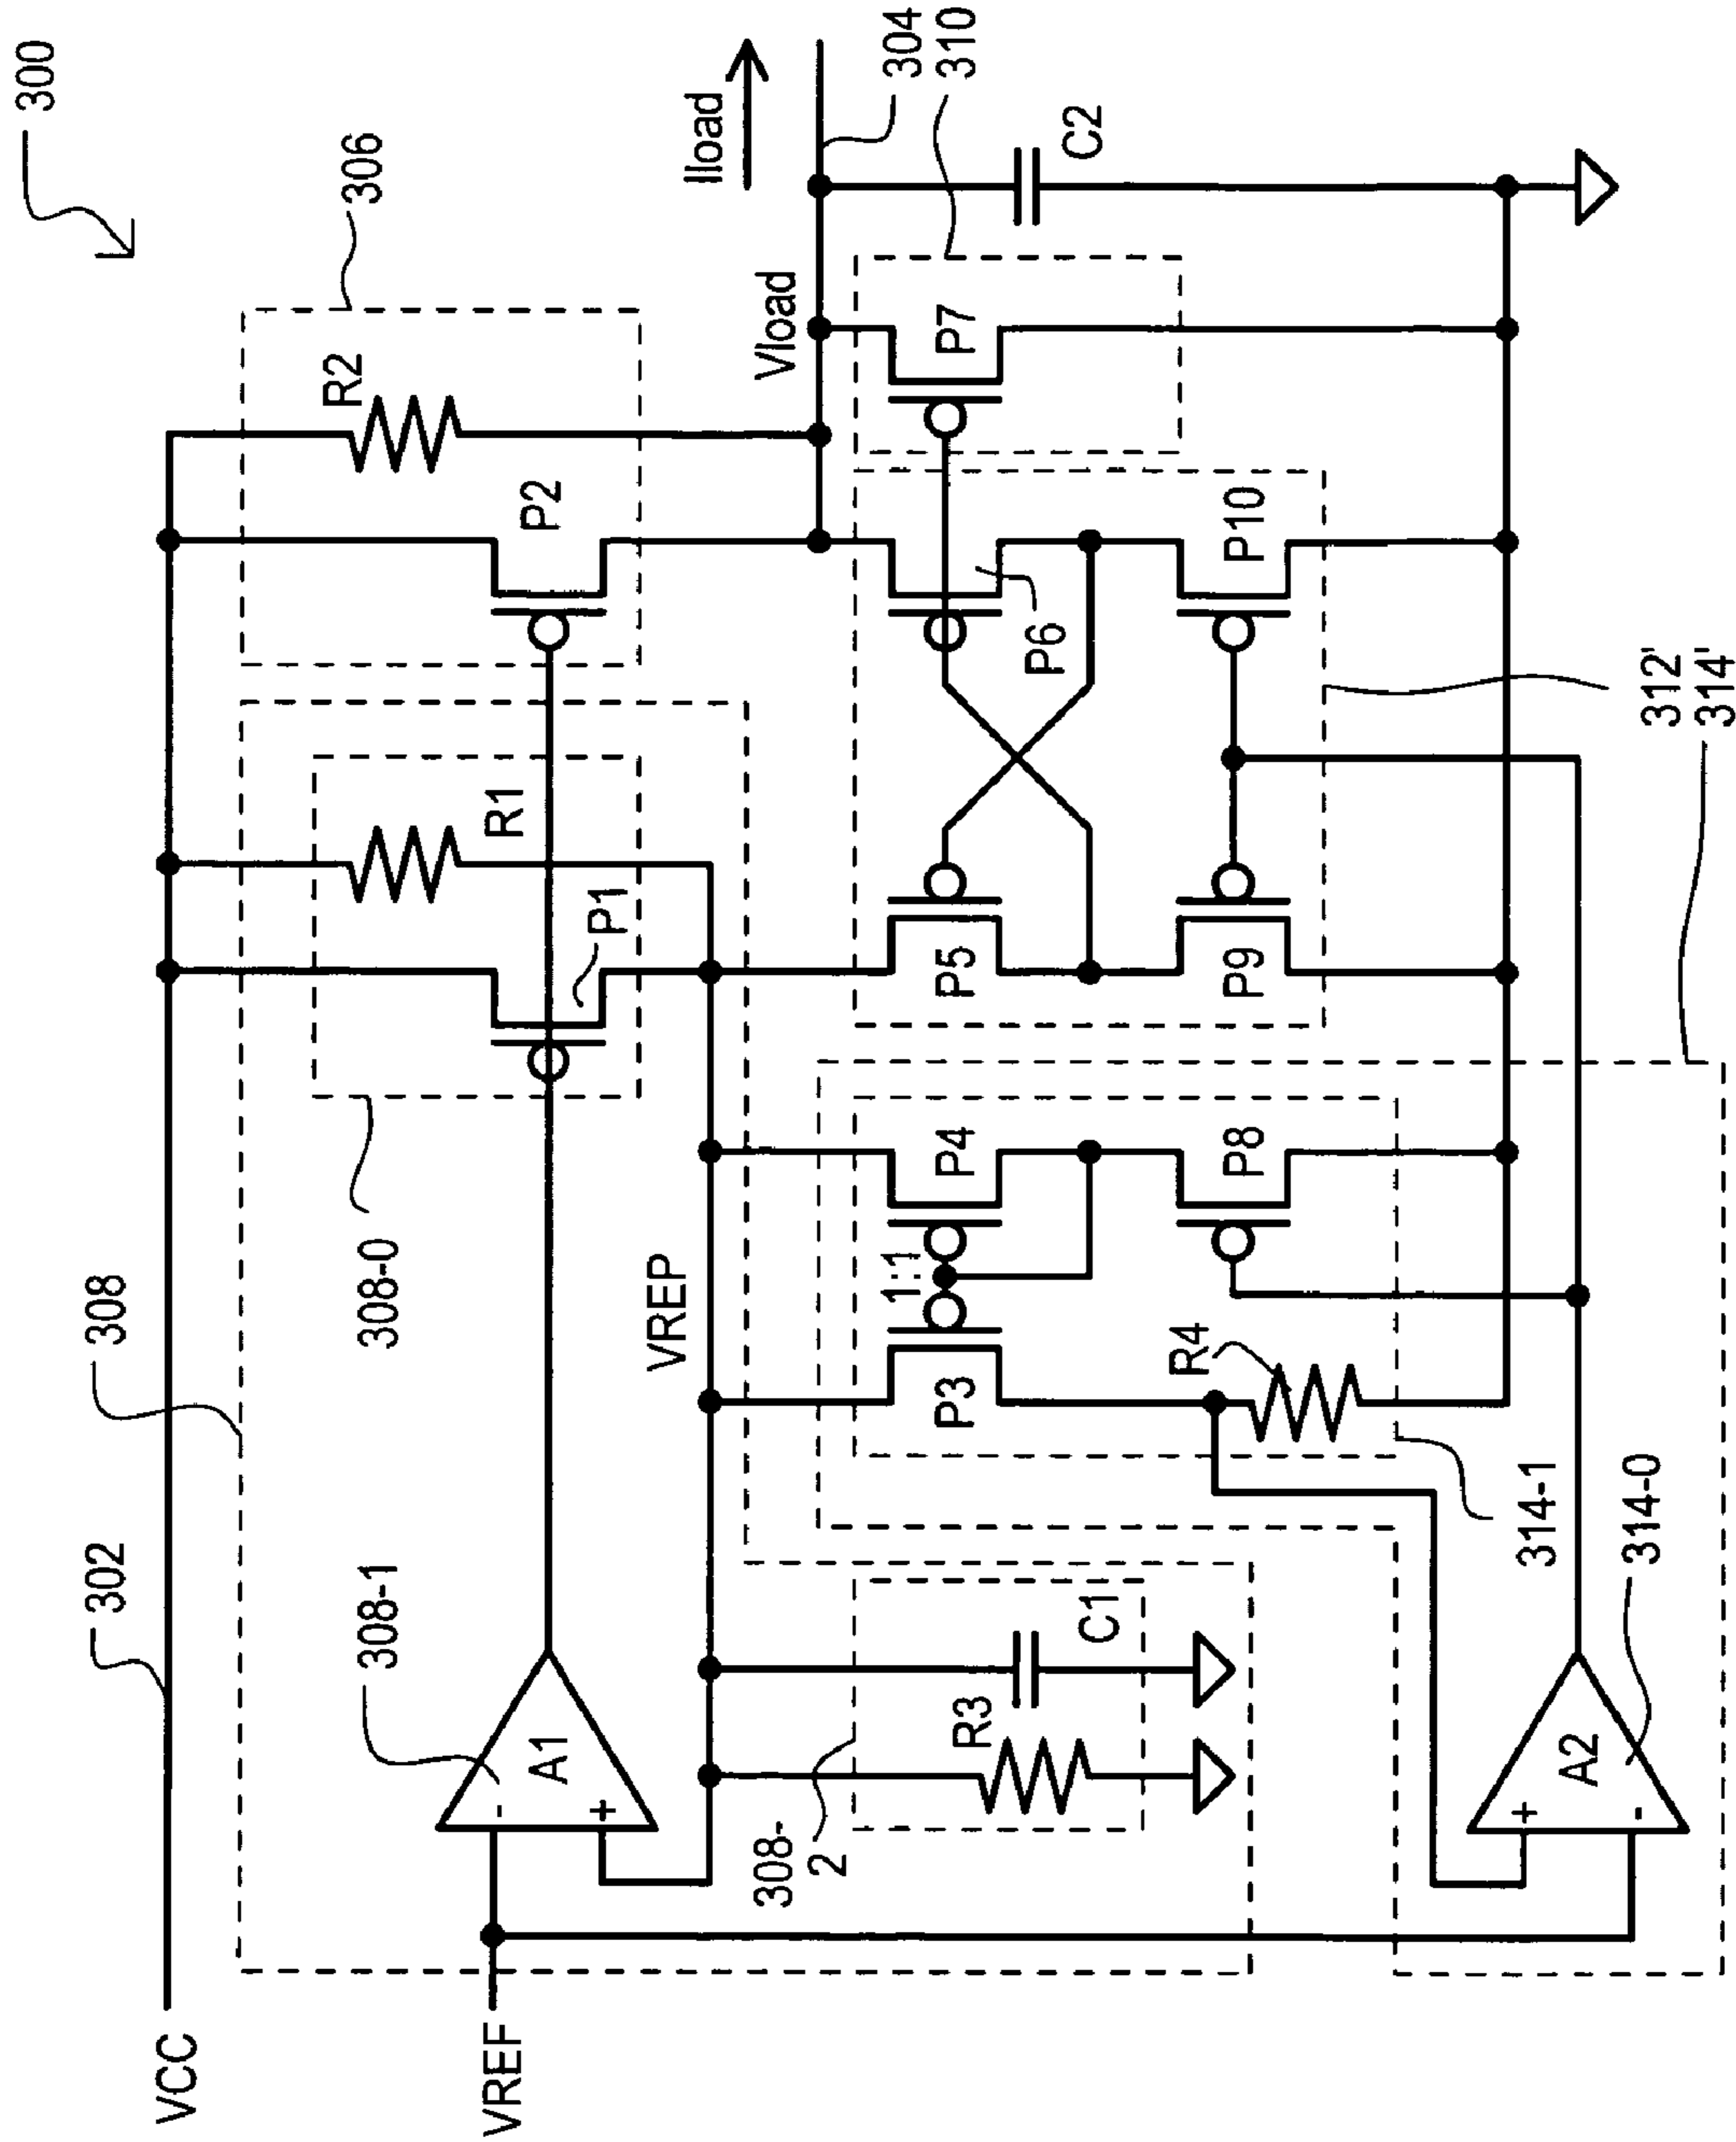 300
302
308
306
308-1
308-0
R1
R2
P1
P2
VCC
A1
-
+
VREF
VREP
Vload
Iload
304
310
308-
2
R3
C1
P3
1:1
P4
R4
P8
P5
P6
P7
P9
P10
C2
314-1
314-0
A2
+
-
312'
314'